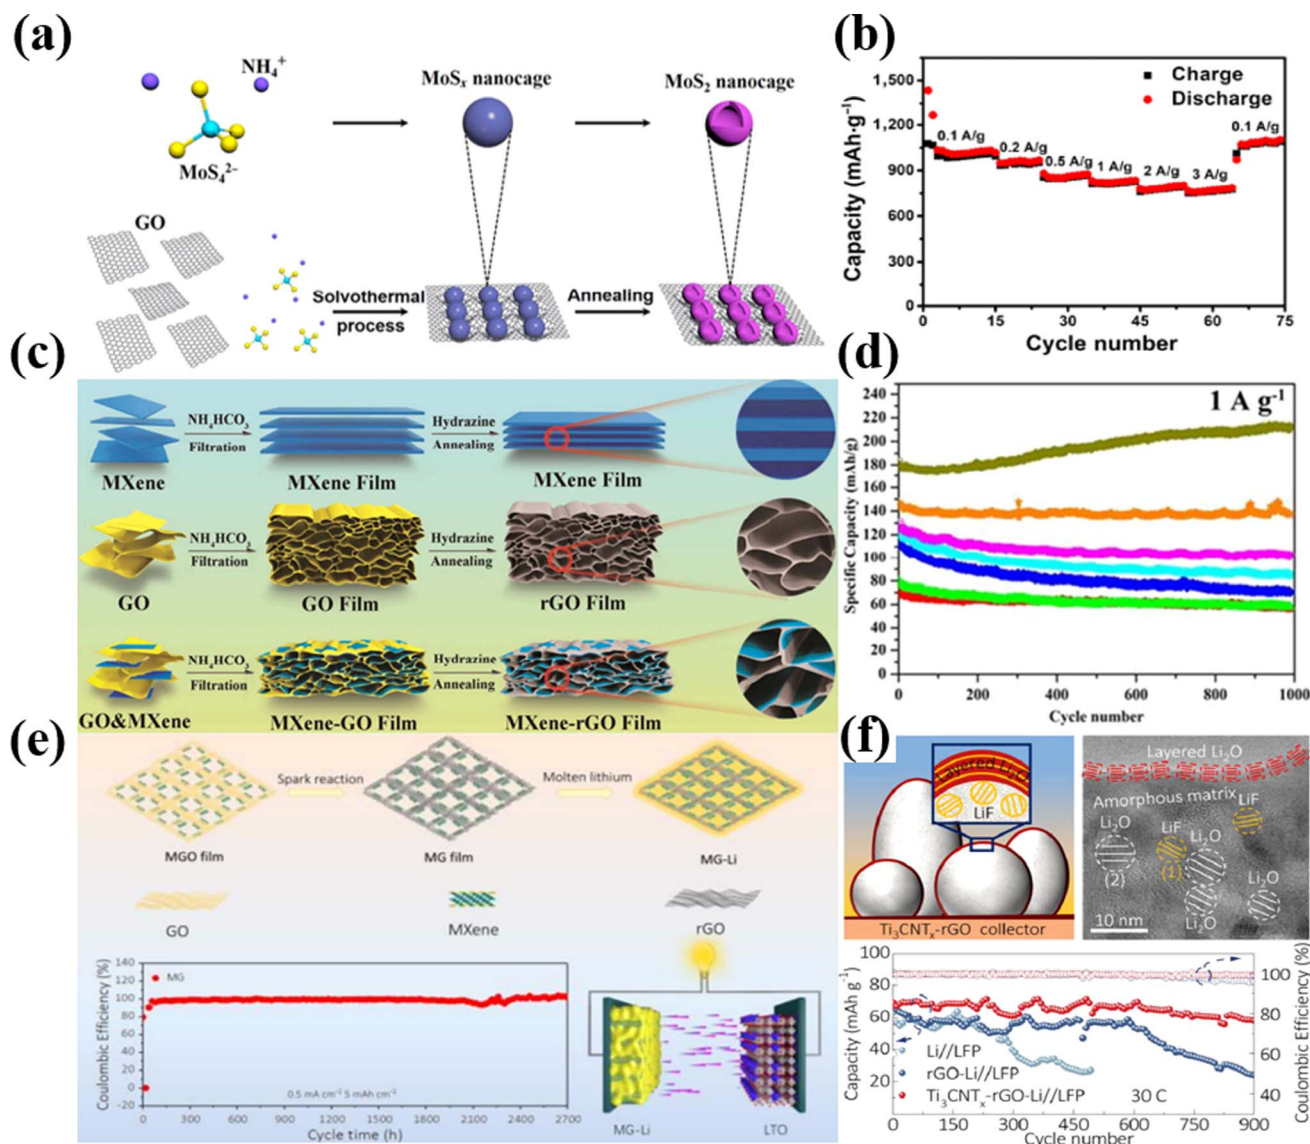 (a)
NH₄⁺
MoSₓ nanocage
MoS₂ nanocage
MoS₄²⁻
GO
Solvothermal
process
Annealing
(b)
1,500
1,200
900
600
300
0
Capacity (mAh·g⁻¹)
Charge
Discharge
0.1 A/g
0.2 A/g
0.5 A/g
1 A/g
2 A/g
3 A/g
0.1 A/g
0 15 30 45 60 75
Cycle number
(c)
NH₄HCO₃
Filtration
Hydrazine
Annealing
MXene
MXene Film
MXene Film
NH₄HCO₃
Filtration
Hydrazine
Annealing
GO
GO Film
rGO Film
NH₄HCO₃
Filtration
Hydrazine
Annealing
GO&MXene
MXene-GO Film
MXene-rGO Film
(d)
1 A g⁻¹
240
220
200
180
160
140
120
100
80
60
40
20
0
Specific Capacity (mAh/g)
0 200 400 600 800 1000
Cycle number
(e)
Spark reaction
Molten lithium
MGO film
MG film
MG-Li
GO
MXene
rGO
140
120
100
80
60
40
20
0
-20
Coulombic Efficiency (%)
MG
0.5 mA cm⁻² 5 mAh cm⁻²
0 300 600 900 1200 1500 1800 2100 2400 2700
Cycle time (h)
MG-Li
LTO
(f)
Layered Li₂O
LiF
Ti₃CNTₓ-rGO collector
Layered Li₂O
Amorphous matrix
LiF
Li₂O
LiF
Li₂O
(2)
(1)
Li₂O
Li₂O
10 nm
100
80
60
40
20
Capacity (mAh g⁻¹)
100
80
60
40
Coulombic Efficiency (%)
Li//LFP
rGO-Li//LFP
Ti₃CNTₓ-rGO-Li//LFP
30 C
0 150 300 450 600 750 900
Cycle number